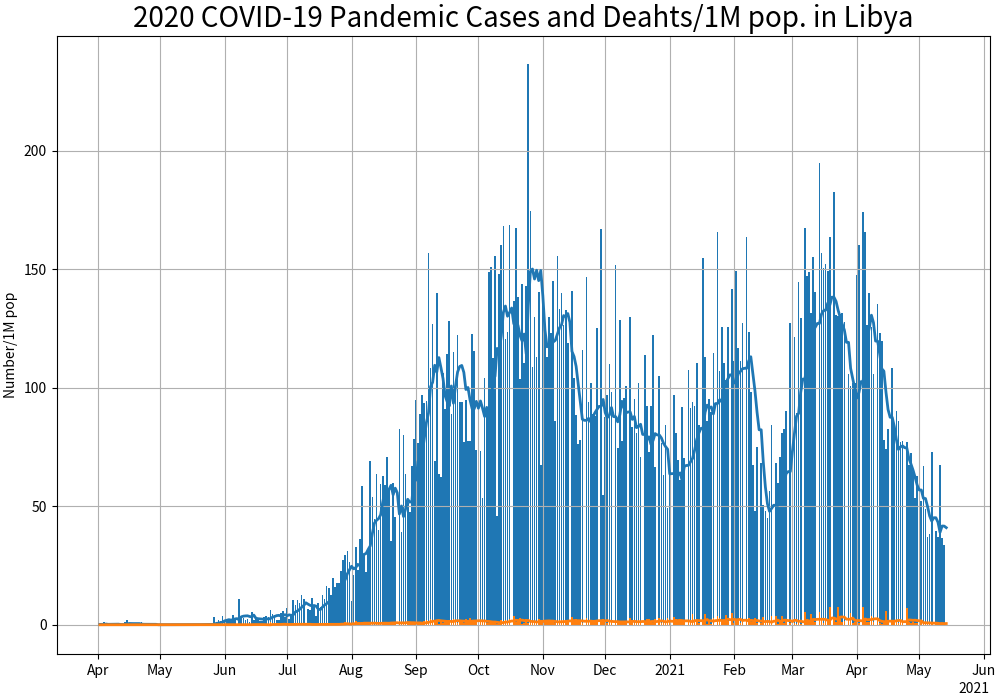 2020 COVID-19 Pandemic Cases and Deahts/1M pop. in Libya
Number/1M pop
200
150
100
50
0
Apr May Jun Jul Aug Sep Oct Nov Dec 2021 Feb Mar Apr May Jun
2021